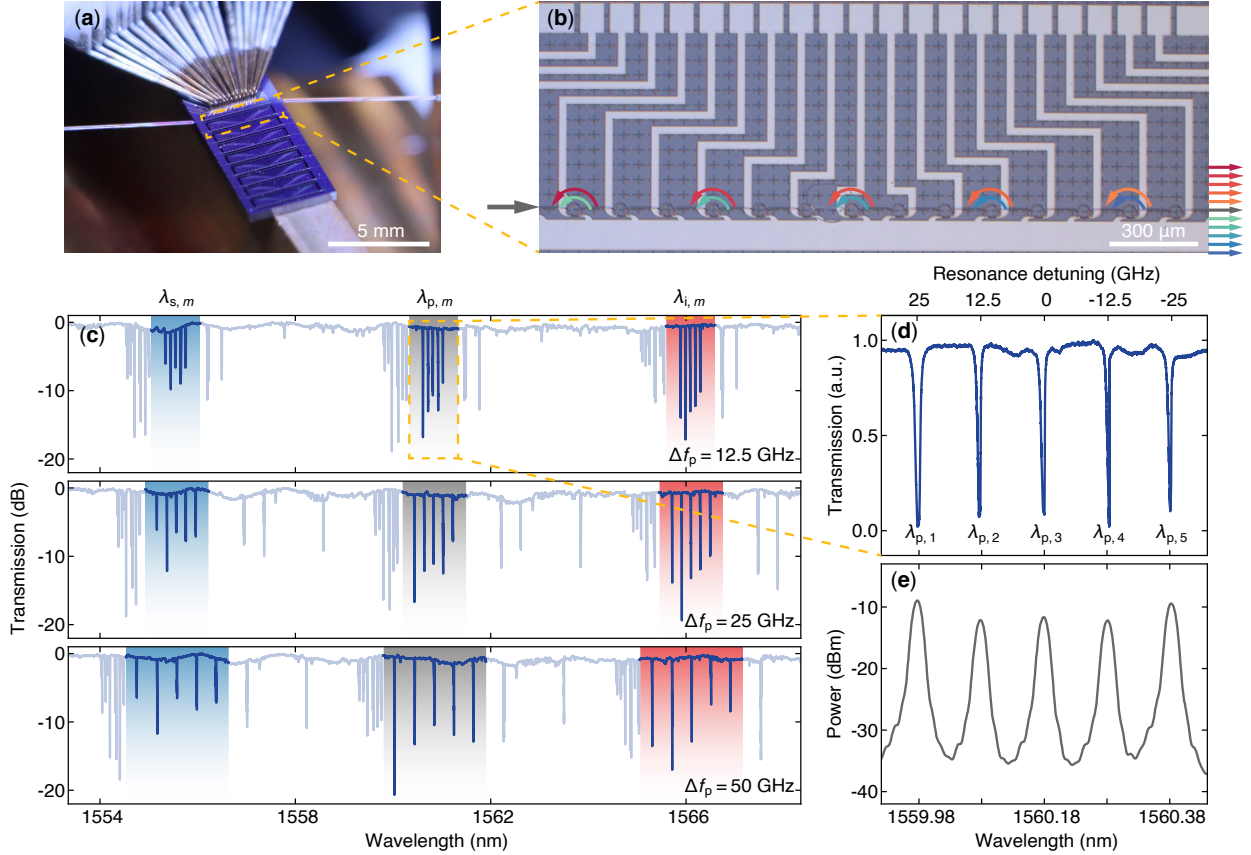 (a)
5 mm
(b)
300 µm
λs, m
λp, m
λi, m
(c)
0
-10
-20
Δfp = 12.5 GHz
0
-10
-20
Δfp = 25 GHz
0
-10
-20
Δfp = 50 GHz
Transmission (dB)
1554
1558
1562
1566
Wavelength (nm)
Resonance detuning (GHz)
25
12.5
0
-12.5
-25
(d)
1.0
0.5
0.0
Transmission (a.u.)
λp, 1
λp, 2
λp, 3
λp, 4
λp, 5
(e)
-10
-20
-30
-40
Power (dBm)
1559.98
1560.18
1560.38
Wavelength (nm)